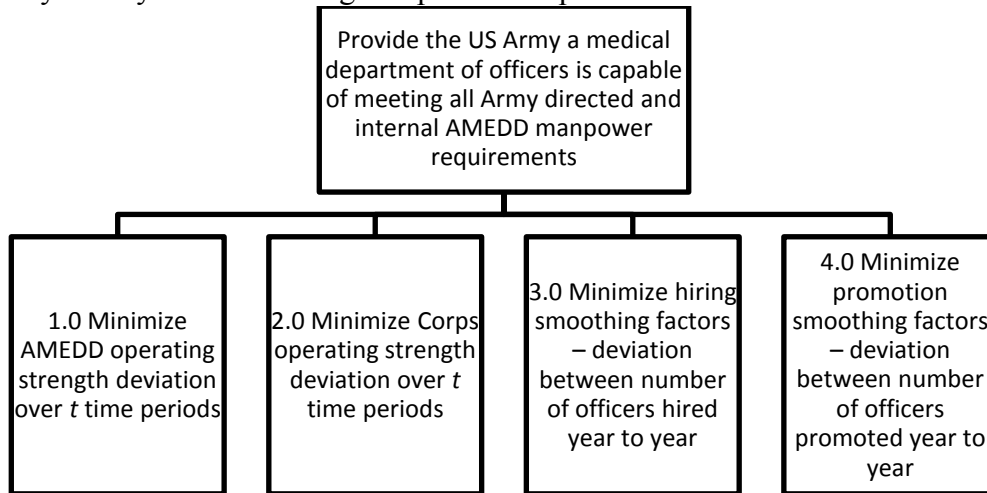 Provide the US Army a medical
department of officers is capable
of meeting all Army directed and
internal AMEDD manpower
requirements
1.0 Minimize
AMEDD operating
strength deviation
over t time periods
2.0 Minimize Corps
operating strength
deviation over t
time periods
3.0 Minimize hiring
smoothing factors
– deviation
between number
of officers hired
year to year
4.0 Minimize
promotion
smoothing factors
– deviation
between number
of officers
promoted year to
year